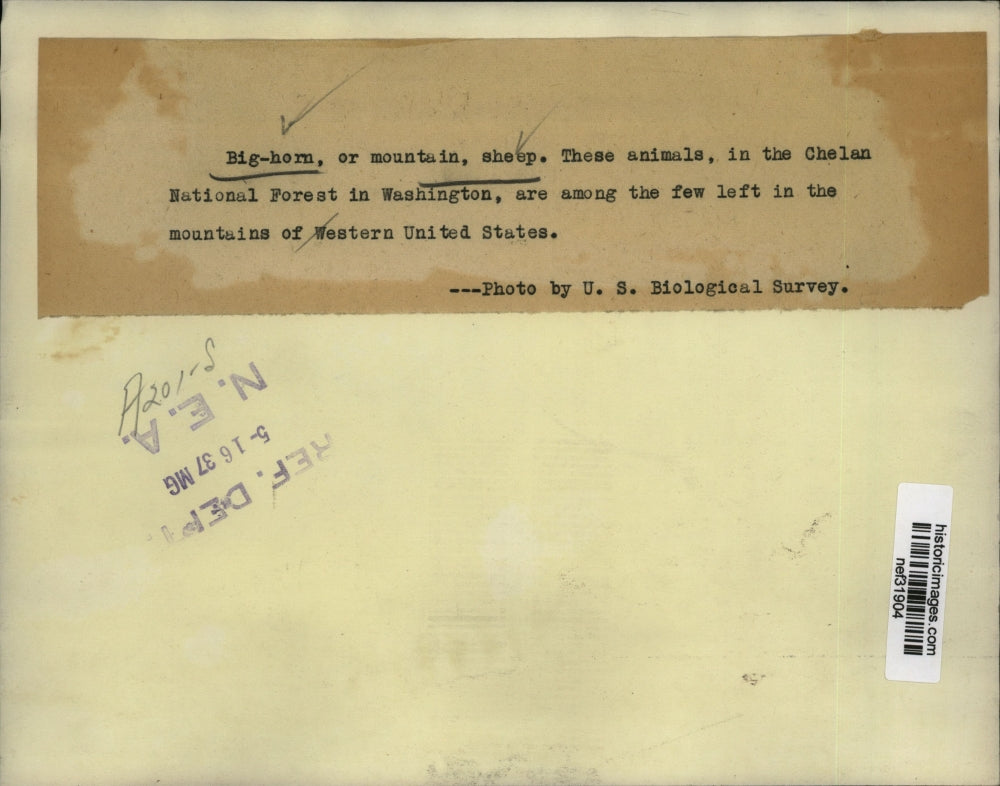 Big-horn, or mountain, sheep. These animals, in the Chelan
National Forest in Washington, are among the few left in the
mountains of Western United States.
---Photo by U. S. Biological Survey.
A201-S
N. E. A.
5-16 37 MG
REF. DEPT
historicimages.com
nef31904